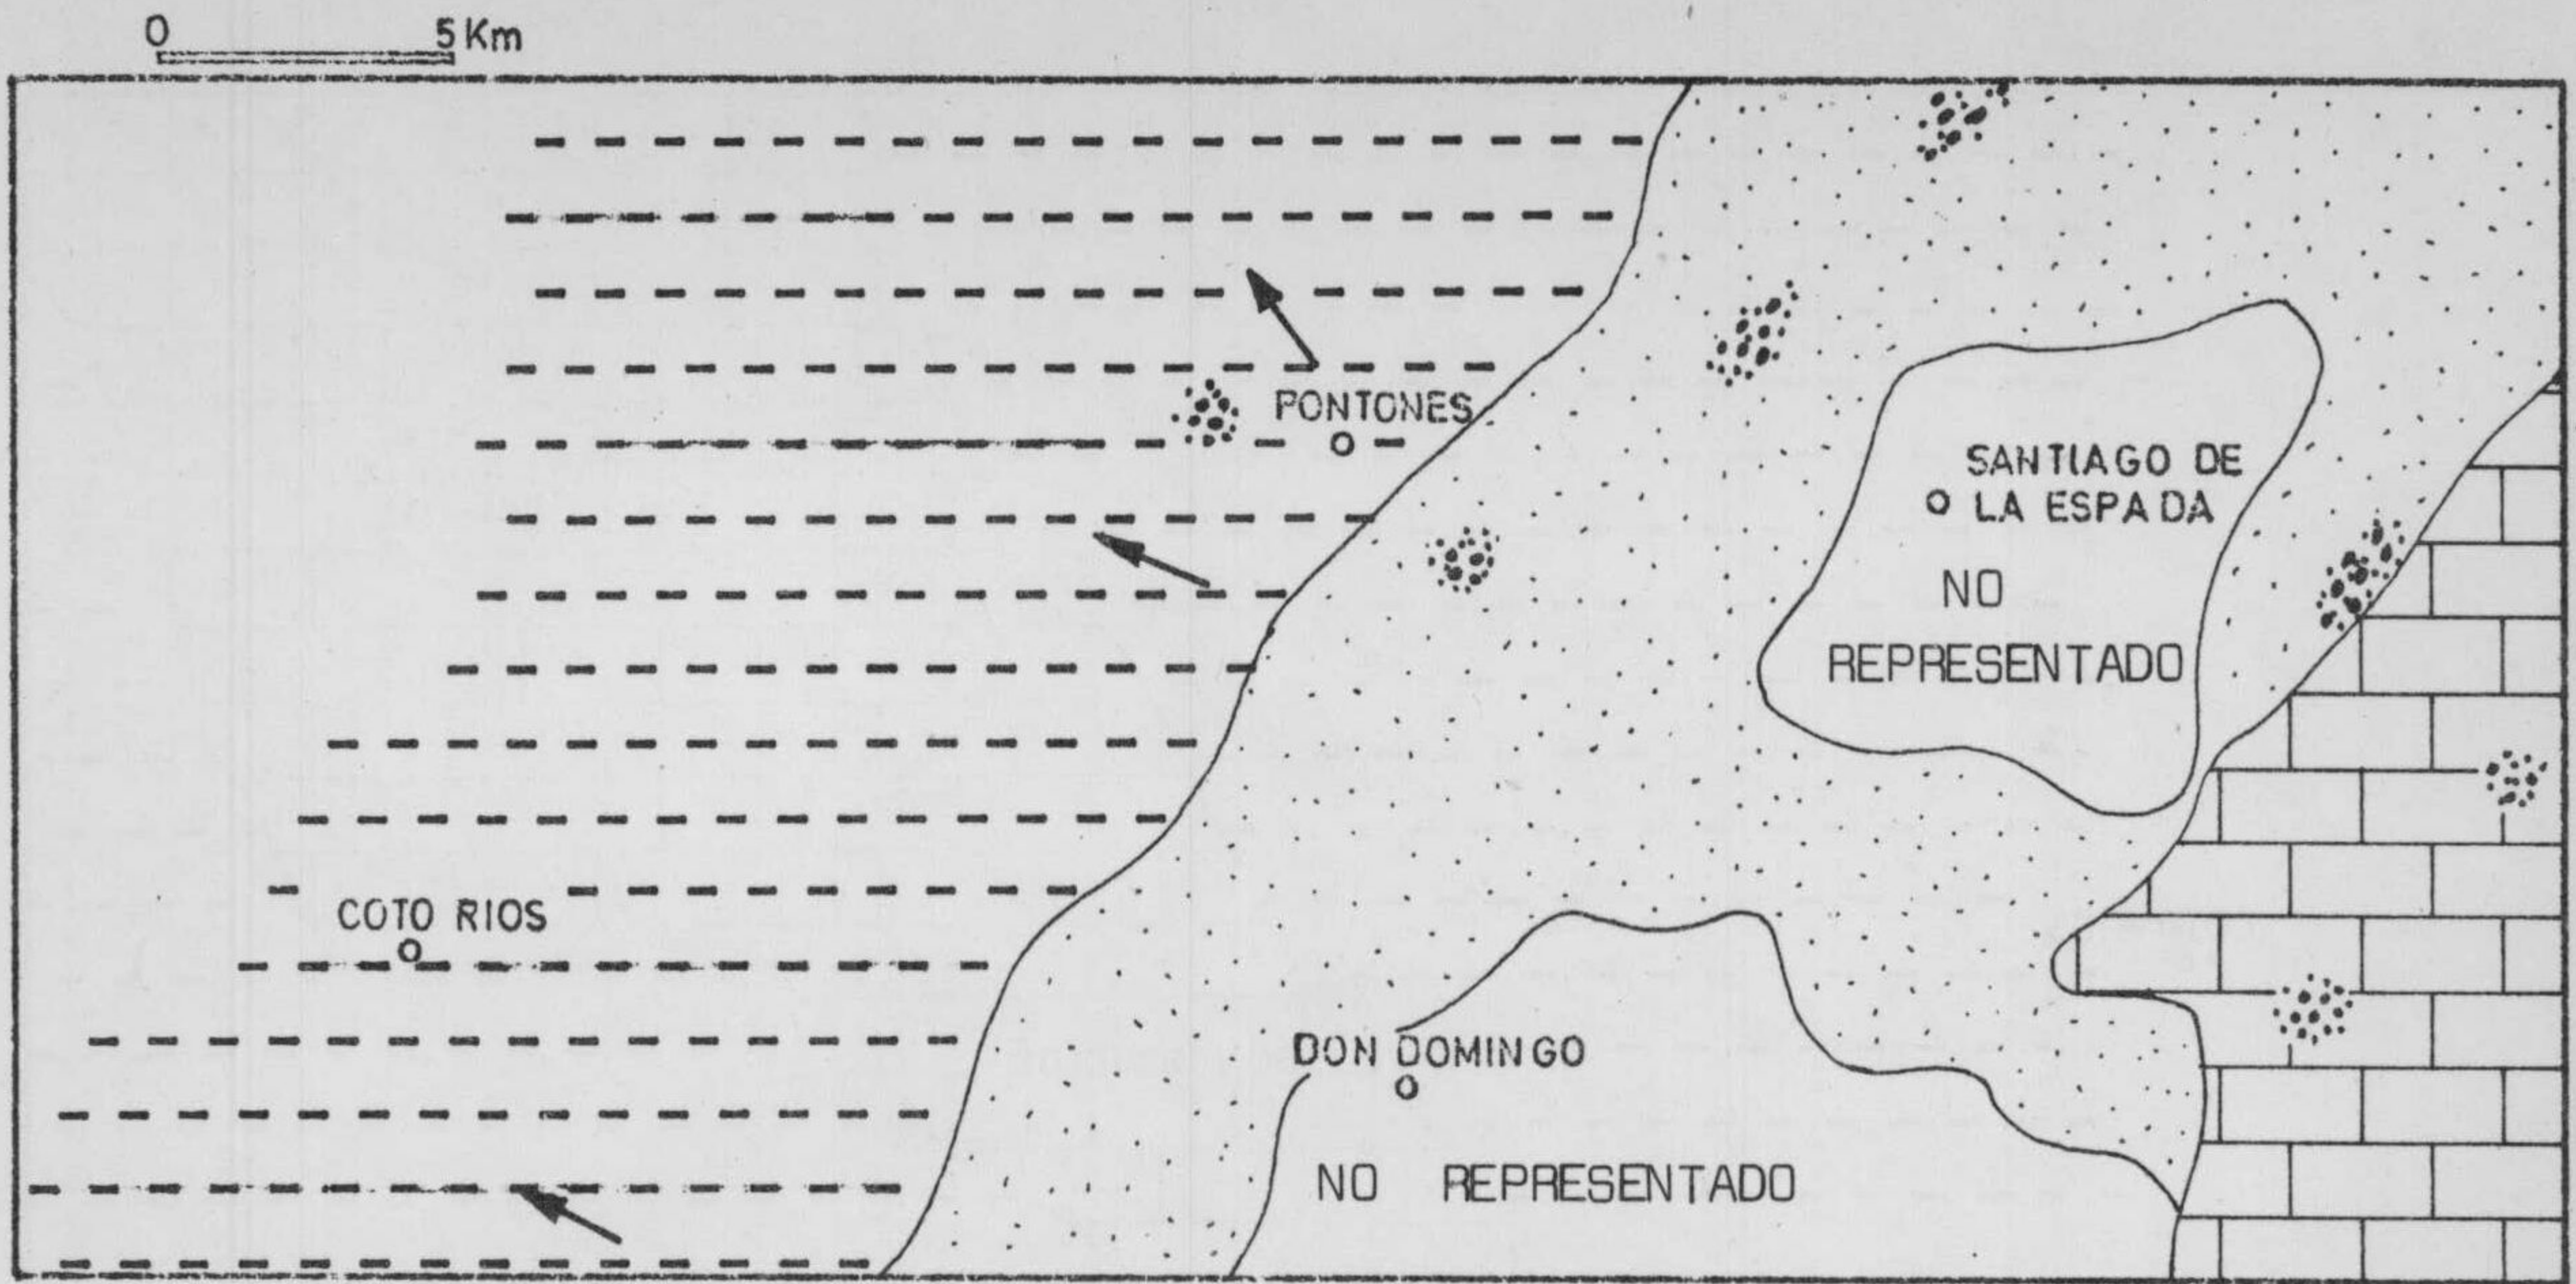 0 5 Km
PONTONES
SANTIAGO DE
LA ESPADA
NO
REPRESENTADO
COTO RIOS
DON DOMINGO
NO REPRESENTADO